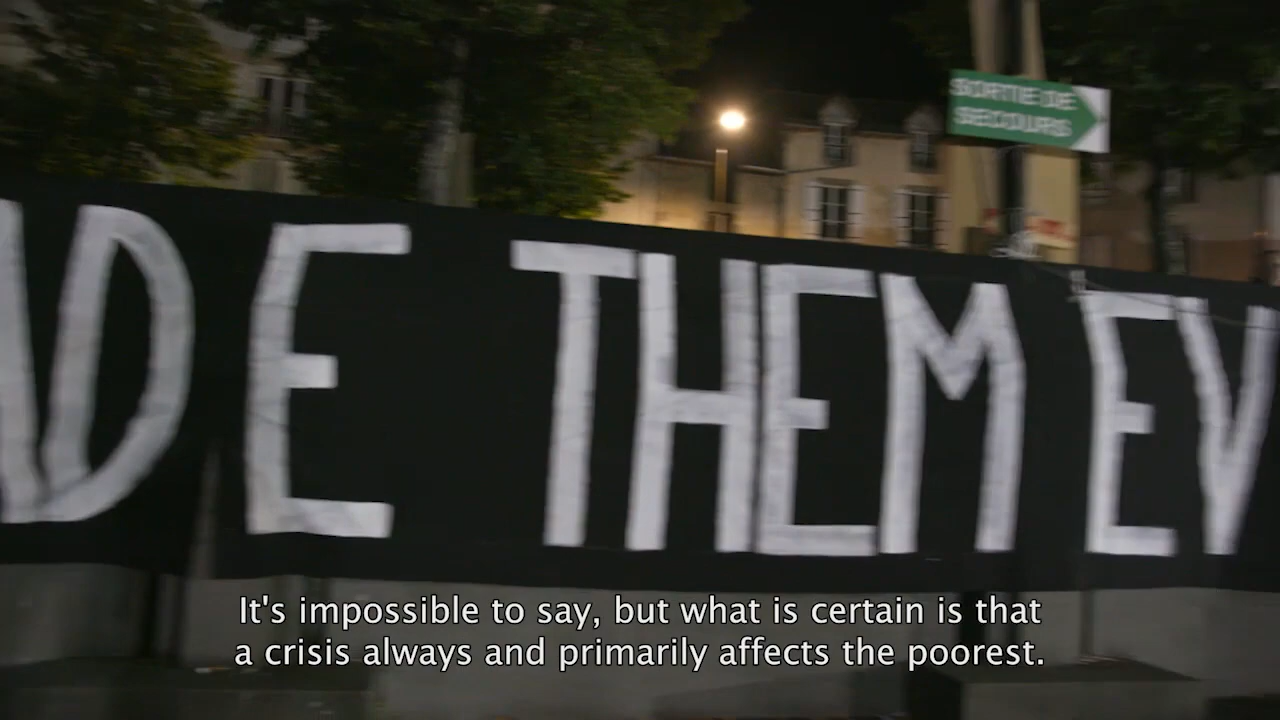 SORTIE DE
SECOURS
ADE THEM EV
It's impossible to say, but what is certain is that
a crisis always and primarily affects the poorest.